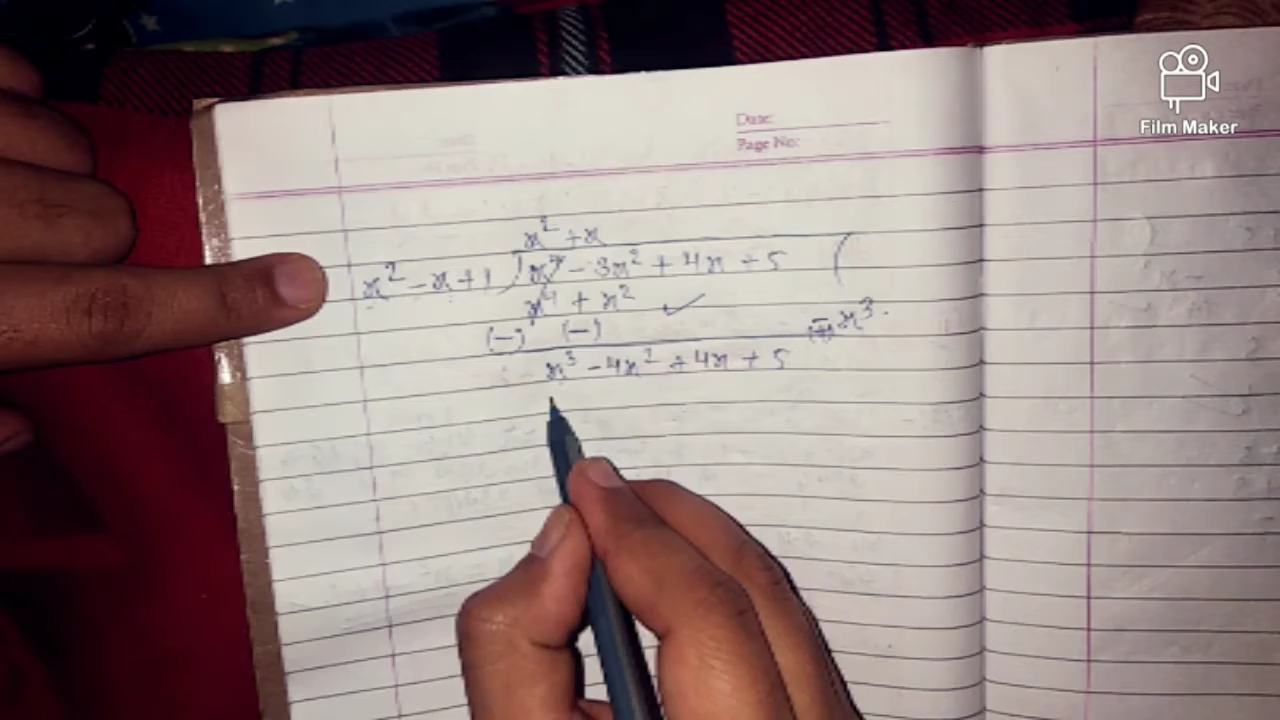 Date:
Page No:
Film Maker
x² + x
x² - x + 1 ) x⁴ - 3x² + 4x + 5 (
x⁴ + x² ✓
(-) (-) (+) - x³.
x³ - 4x² + 4x + 5